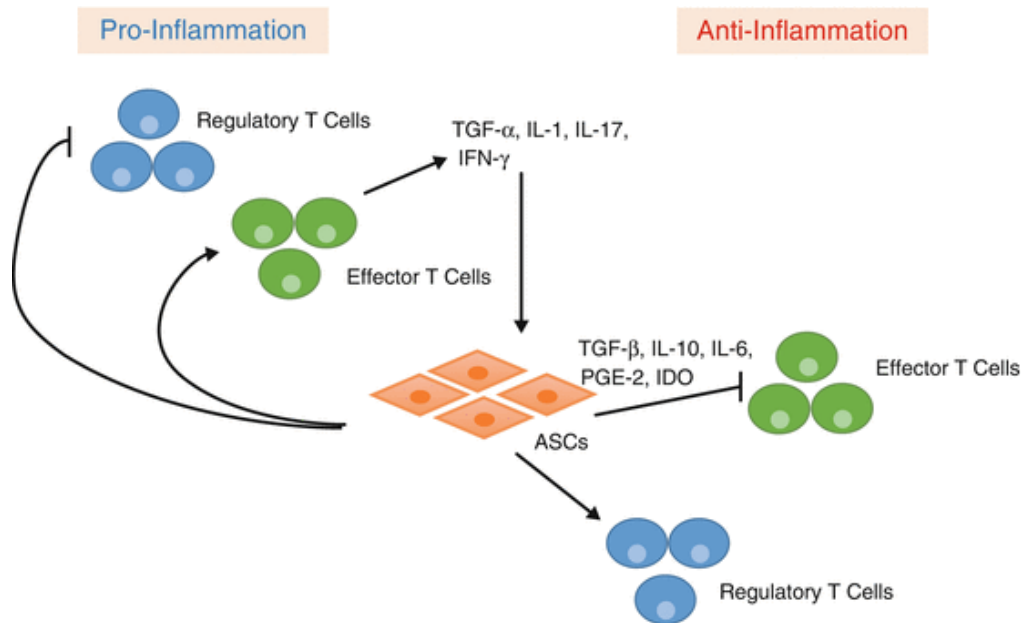 Pro-Inflammation
Anti-Inflammation
Regulatory T Cells
TGF-α, IL-1, IL-17,
IFN-γ
Effector T Cells
TGF-β, IL-10, IL-6,
PGE-2, IDO
Effector T Cells
ASCs
Regulatory T Cells